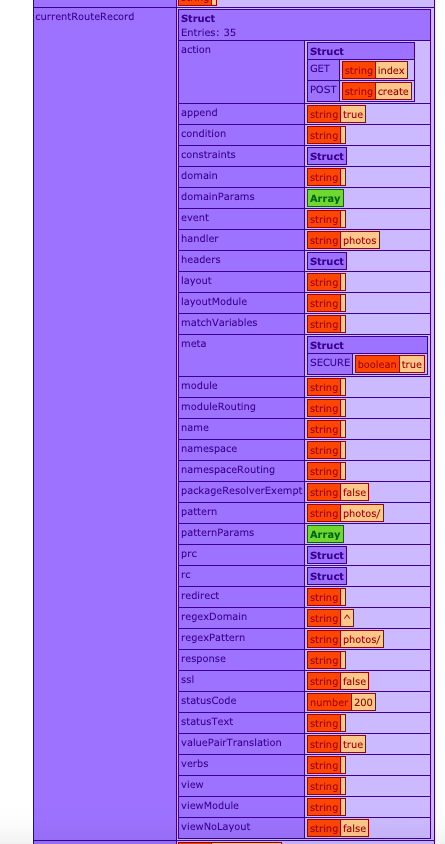 string
currentRouteRecord
Struct
Entries: 35
action
Struct
GET string index
POST string create
append string true
condition string
constraints Struct
domain string
domainParams Array
event string
handler string photos
headers Struct
layout string
layoutModule string
matchVariables string
meta
Struct
SECURE boolean true
module string
moduleRouting string
name string
namespace string
namespaceRouting string
packageResolverExempt string false
pattern string photos/
patternParams Array
prc Struct
rc Struct
redirect string
regexDomain string ^
regexPattern string photos/
response string
ssl string false
statusCode number 200
statusText string
valuePairTranslation string true
verbs string
view string
viewModule string
viewNoLayout string false